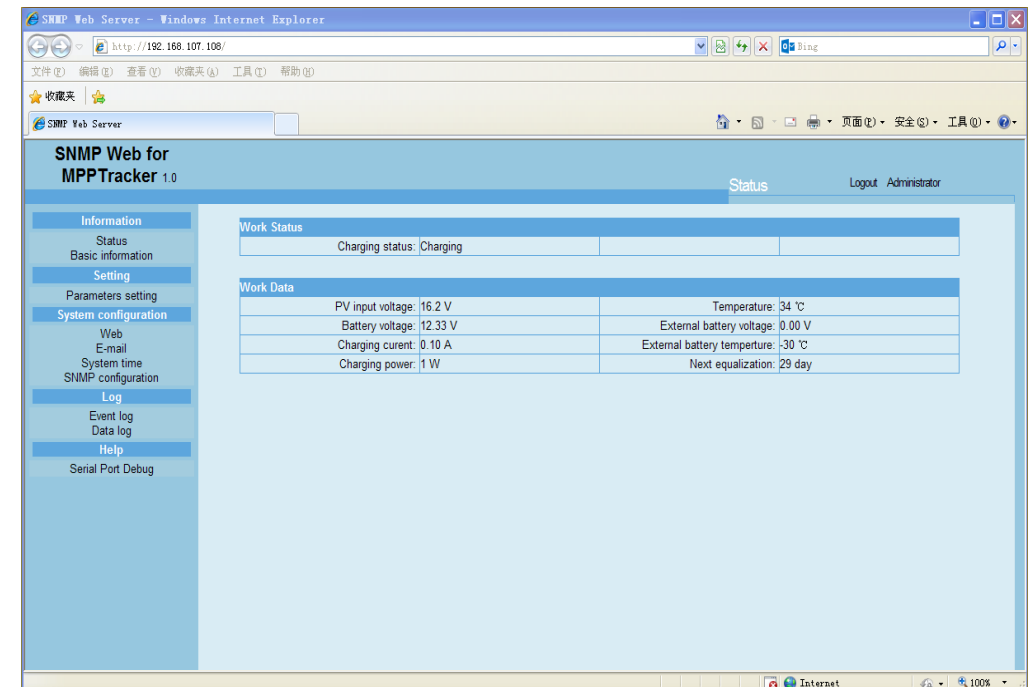 SNMP Web Server - Windows Internet Explorer
http://192.168.107.108/
Bing
文件(F) 编辑(E) 查看(V) 收藏夹(A) 工具(T) 帮助(H)
收藏夹
SNMP Web Server
页面(P) 安全(S) 工具(O)
SNMP Web for
MPPTracker 1.0
Status
Logout Administrator
Information
Status
Basic information
Setting
Parameters setting
System configuration
Web
E-mail
System time
SNMP configuration
Log
Event log
Data log
Help
Serial Port Debug
Work Status
Charging status: Charging
Work Data
PV input voltage: 16.2 V Temperature: 34 ℃
Battery voltage: 12.33 V External battery voltage: 0.00 V
Charging curent: 0.10 A External battery temperture: -30 ℃
Charging power: 1 W Next equalization: 29 day
Internet 100%